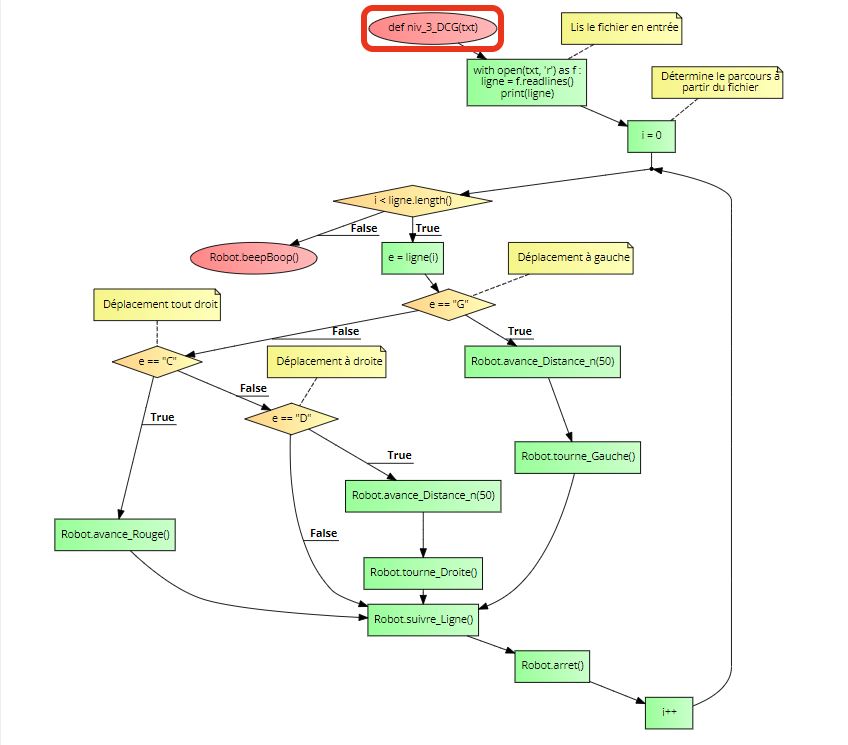 def niv_3_DCG(txt)
Lis le fichier en entrée
with open(txt, 'r') as f :
ligne = f.readlines()
print(ligne)
Détermine le parcours à
partir du fichier
i = 0
i < ligne.length()
False
True
Robot.beepBoop()
e = ligne(i)
Déplacement à gauche
e == "G"
Déplacement tout droit
False
True
e == "C"
Déplacement à droite
Robot.avance_Distance_n(50)
False
e == "D"
True
True
Robot.tourne_Gauche()
Robot.avance_Distance_n(50)
Robot.avance_Rouge()
False
Robot.tourne_Droite()
Robot.suivre_Ligne()
Robot.arret()
i++